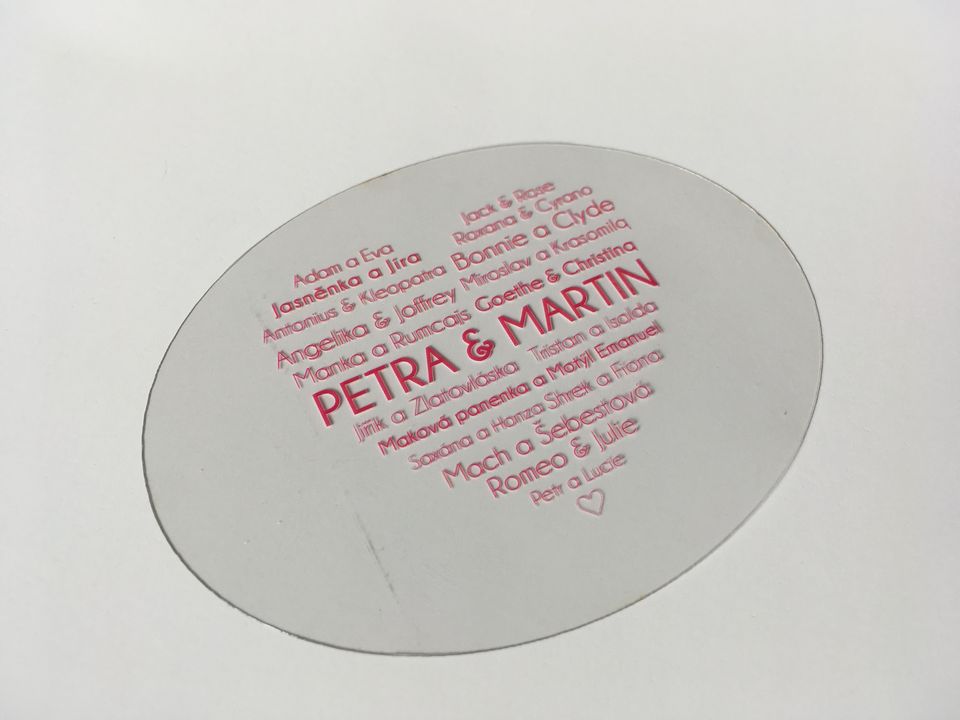 Jack & Rose
Adam a Eva
Roxana & Cyrano
Jasněnka a Jíra
Bonnie a Clyde
Antonius & Kleopatra
Miroslav a Krasomila
Angelika & Joffrey
Goethe & Christina
Manka a Rumcajs
PETRA & MARTIN
Jiřík a Zlatovláska
Tristan a Isolda
Maková panenka a Motýll Emanuell
Saxána a Honza
Shrek a Fiona
Mach a Šebestová
Romeo & Julie
Petr a Lucie